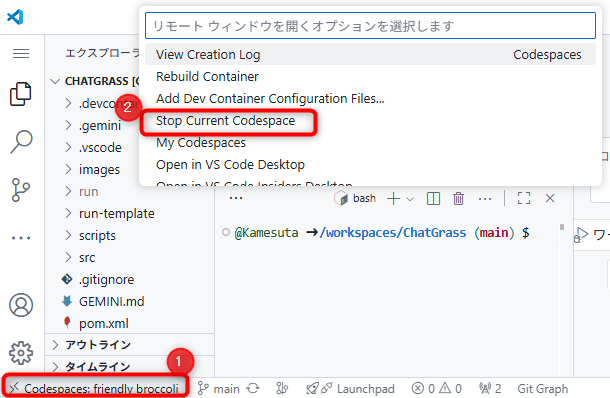 リモート ウィンドウを開くオプションを選択します
View Creation Log Codespaces
Rebuild Container
Add Dev Container Configuration Files...
2
Stop Current Codespace
My Codespaces
Open in VS Code Desktop
Open in VS Code Insiders Desktop
エクスプローラ
CHATGRASS [C
.devconta
.gemini
.vscode
images
run
run-template
scripts
src
.gitignore
GEMINI.md
pom.xml
アウトライン
タイムライン
bash
@Kamesuta ➜/workspaces/ChatGrass (main) $
ワー
1
Codespaces: friendly broccoli
main
Launchpad
0
0
2
Git Graph